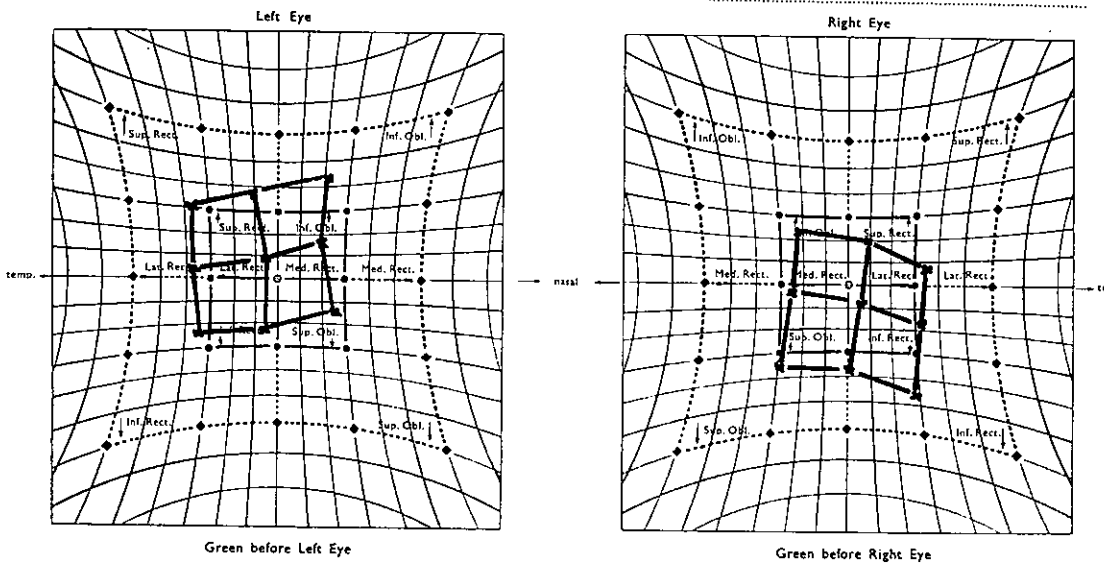 Left Eye
Right Eye
Sup. Rect.
Inf. Obl.
Sup. Rect.
Inf. Obl.
temp.
Lat. Rect.
Lat. Rect.
Med. Rect.
Med. Rect.
nasal
Sup. Obl.
Inf. Rect.
Sup. Obl.
Green before Left Eye
Inf. Obl.
Sup. Rect.
Sup. Rect.
Med. Rect.
Med. Rect.
Lat. Rect.
Lat. Rect.
Sup. Obl.
Inf. Rect.
Sup. Obl.
Inf. Rect.
Green before Right Eye